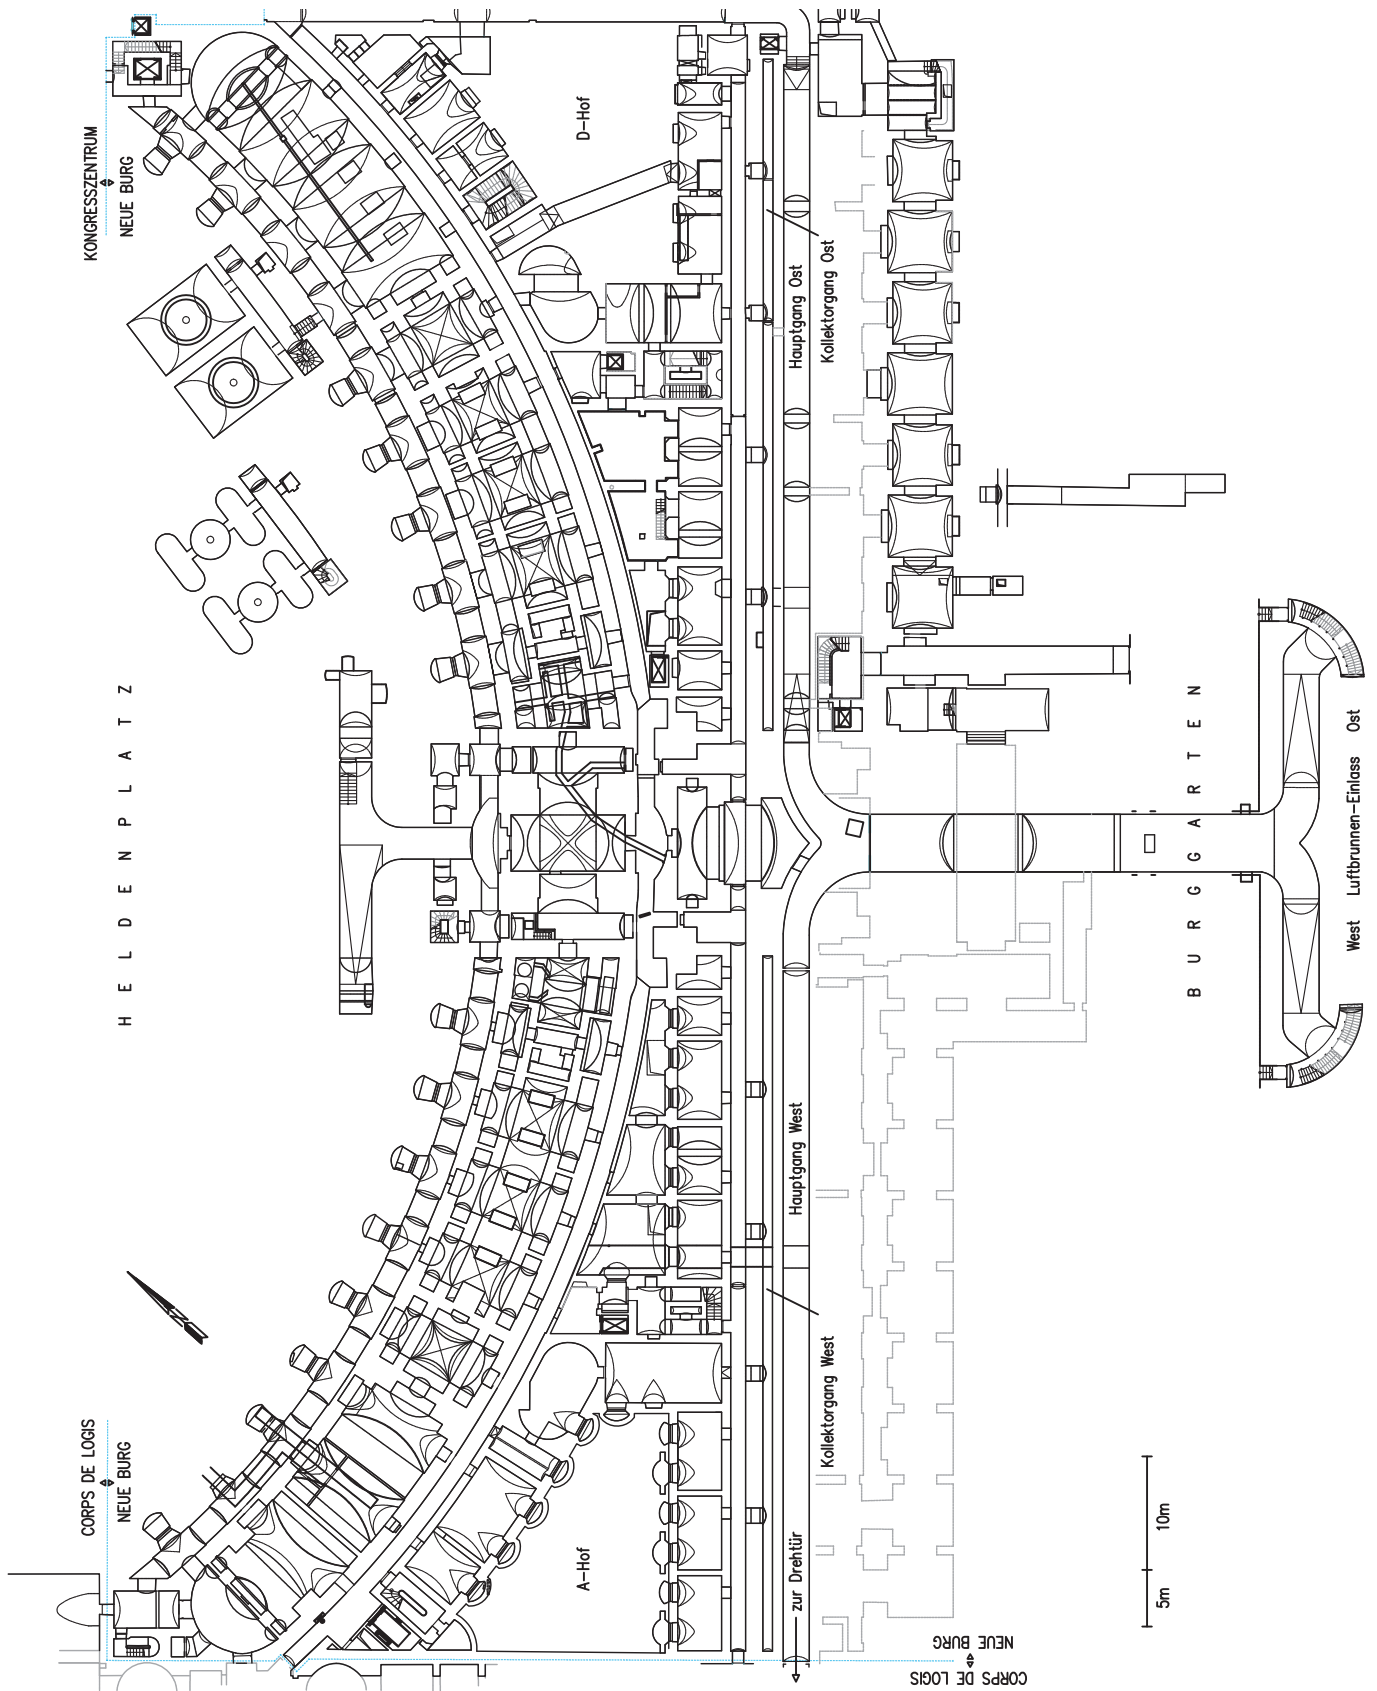 KONGRESSZENTRUM
NEUE BURG
D-Hof
Hauptgang Ost
Kollektorgang Ost
HELDENPLATZ
BURGGARTEN
West Luftbrunnen-Einlass Ost
Hauptgang West
Kollektorgang West
CORPS DE LOGIS
NEUE BURG
A-Hof
zur Drehtür
5m 10m
N
NEUE BURG
CORPS DE LOGIS